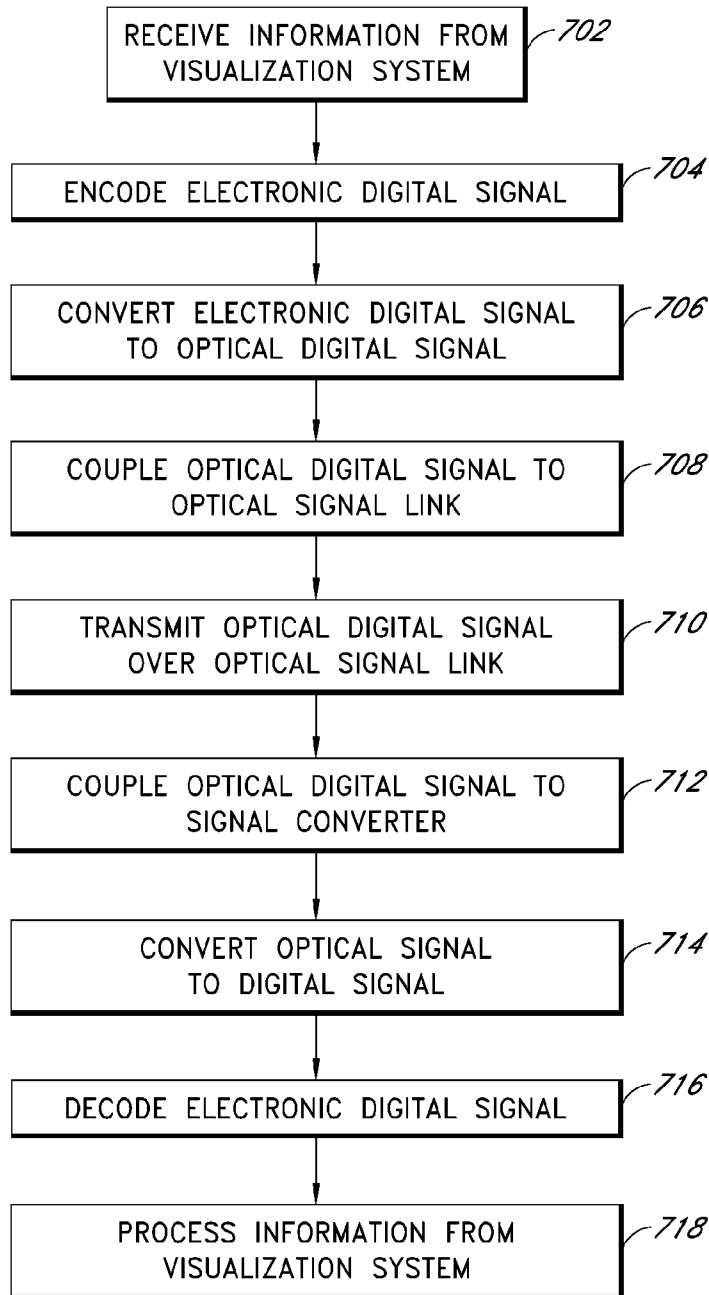 RECEIVE INFORMATION FROM
VISUALIZATION SYSTEM
702
ENCODE ELECTRONIC DIGITAL SIGNAL
704
CONVERT ELECTRONIC DIGITAL SIGNAL
TO OPTICAL DIGITAL SIGNAL
706
COUPLE OPTICAL DIGITAL SIGNAL TO
OPTICAL SIGNAL LINK
708
TRANSMIT OPTICAL DIGITAL SIGNAL
OVER OPTICAL SIGNAL LINK
710
COUPLE OPTICAL DIGITAL SIGNAL TO
SIGNAL CONVERTER
712
CONVERT OPTICAL SIGNAL
TO DIGITAL SIGNAL
714
DECODE ELECTRONIC DIGITAL SIGNAL
716
PROCESS INFORMATION FROM
VISUALIZATION SYSTEM
718